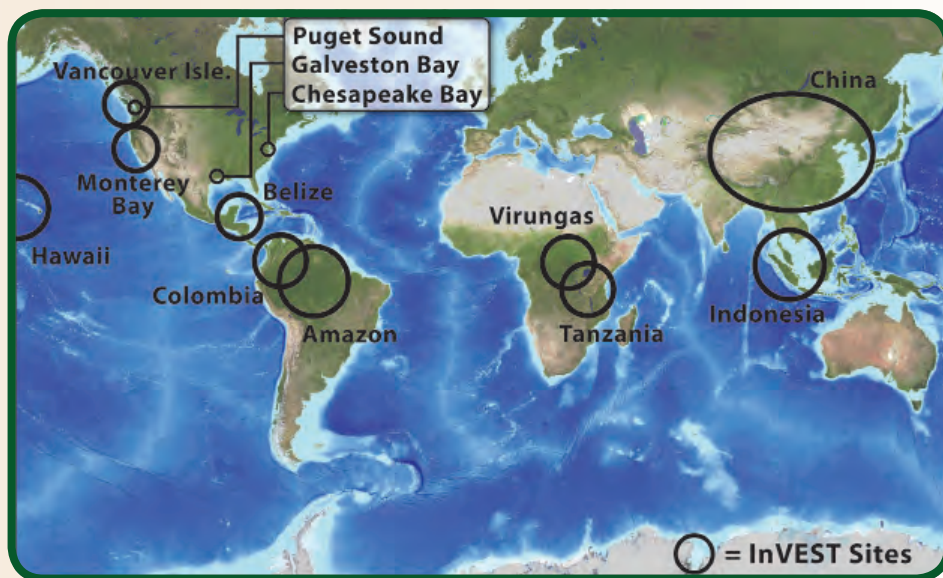 Puget Sound
Galveston Bay
Chesapeake Bay
Vancouver Isle.
China
Monterey
Bay
Belize
Virungas
Hawaii
Colombia
Amazon
Tanzania
Indonesia
= InVEST Sites